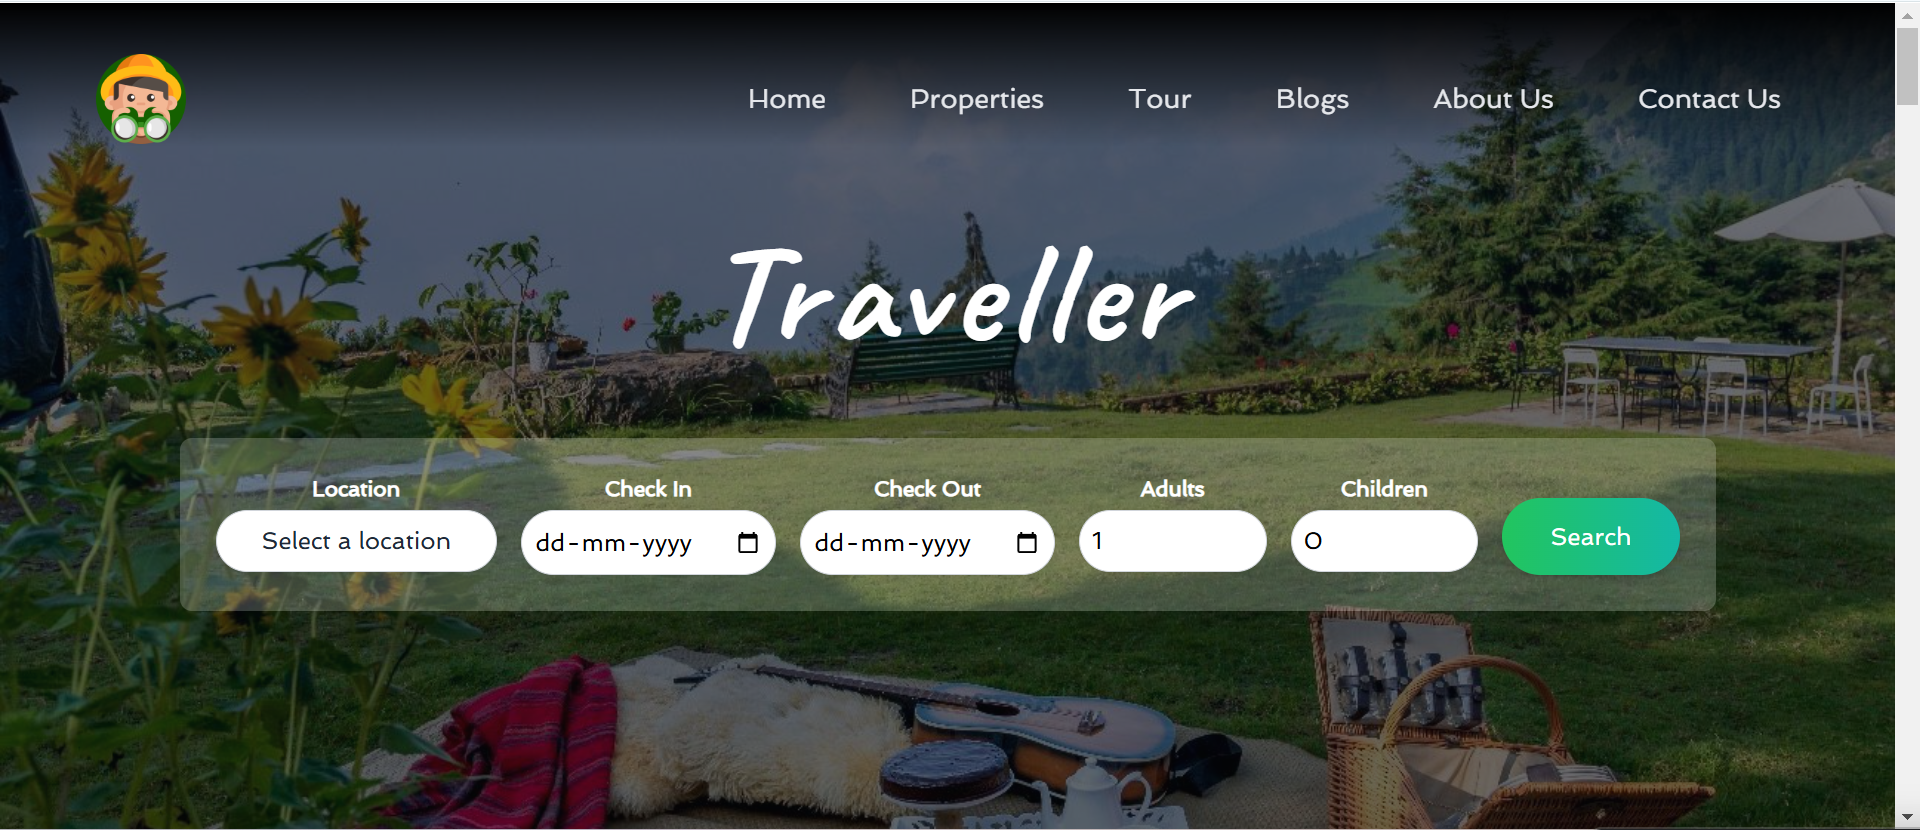 Home Properties Tour Blogs About Us Contact Us
Traveller
Location Check In Check Out Adults Children
Select a location dd-mm-yyyy dd-mm-yyyy 1 0 Search